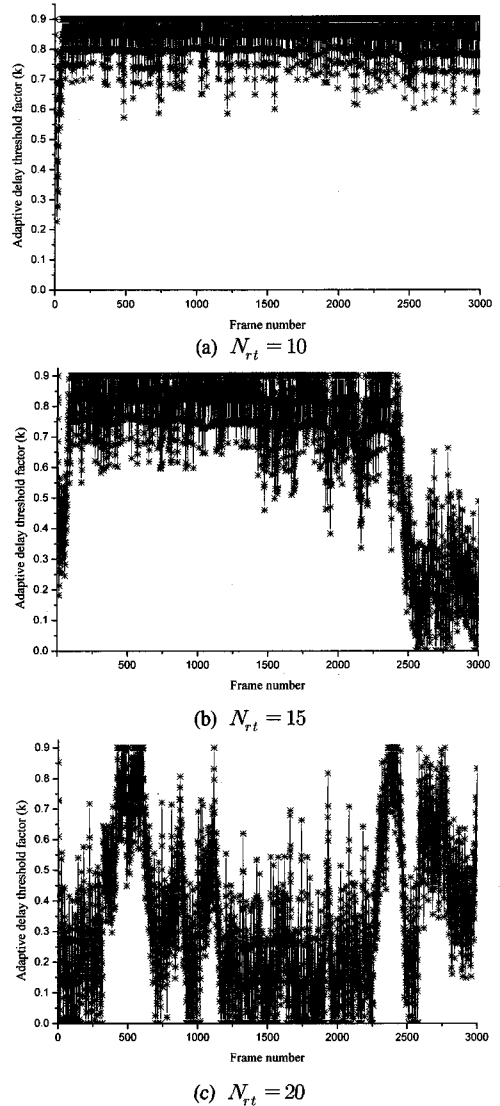 Adaptive delay threshold factor (k)
0.9
0.8
0.7
0.6
0.5
0.4
0.3
0.2
0.1
0.0
0 500 1000 1500 2000 2500 3000
Frame number
(a) N_rt = 10
Adaptive delay threshold factor (k)
0.9
0.8
0.7
0.6
0.5
0.4
0.3
0.2
0.1
0.0
500 1000 1500 2000 2500 3000
Frame number
(b) N_rt = 15
Adaptive delay threshold factor (k)
0.9
0.8
0.7
0.6
0.5
0.4
0.3
0.2
0.1
0.0
0 500 1000 1500 2000 2500 3000
Frame number
(c) N_rt = 20